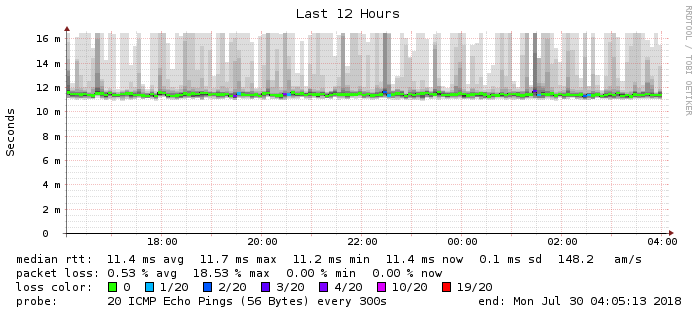 Last 12 Hours
RRDTOOL / TOBI OETIKER
Seconds
16 m
14 m
12 m
10 m
8 m
6 m
4 m
2 m
0
18:00 20:00 22:00 00:00 02:00 04:00
median rtt: 11.4 ms avg 11.7 ms max 11.2 ms min 11.4 ms now 0.1 ms sd 148.2 am/s
packet loss: 0.53 % avg 18.53 % max 0.00 % min 0.00 % now
loss color: 0 1/20 2/20 3/20 4/20 10/20 19/20
probe: 20 ICMP Echo Pings (56 Bytes) every 300s end: Mon Jul 30 04:05:13 2018